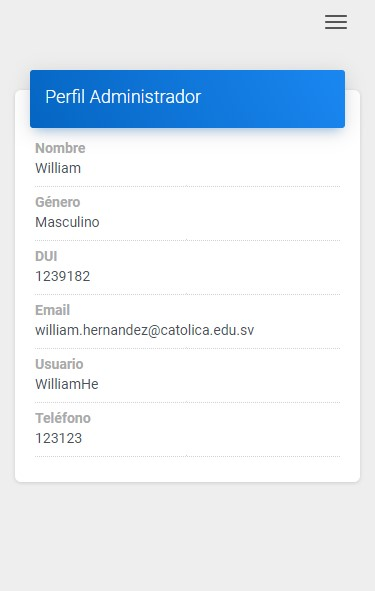 Perfil Administrador
Nombre
William
Género
Masculino
DUI
1239182
Email
william.hernandez@catolica.edu.sv
Usuario
WilliamHe
Teléfono
123123